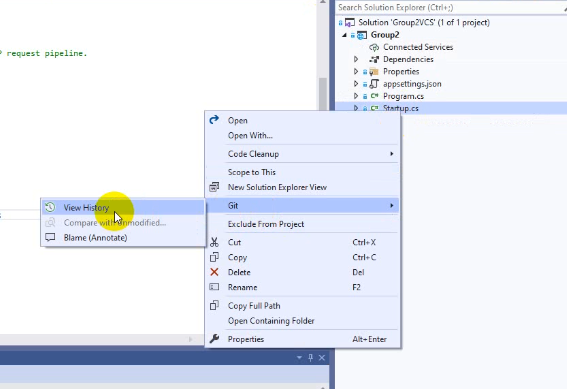 Search Solution Explorer (Ctrl+;)
Solution 'Group2VCS' (1 of 1 project)
Group2
Connected Services
Dependencies
Properties
appsettings.json
Program.cs
Startup.cs
request pipeline.
Open
Open With...
Code Cleanup
Scope to This
New Solution Explorer View
Git
Exclude From Project
Cut Ctrl+X
Copy Ctrl+C
Delete Del
Rename F2
Copy Full Path
Open Containing Folder
Properties Alt+Enter
View History
Compare with Unmodified...
Blame (Annotate)